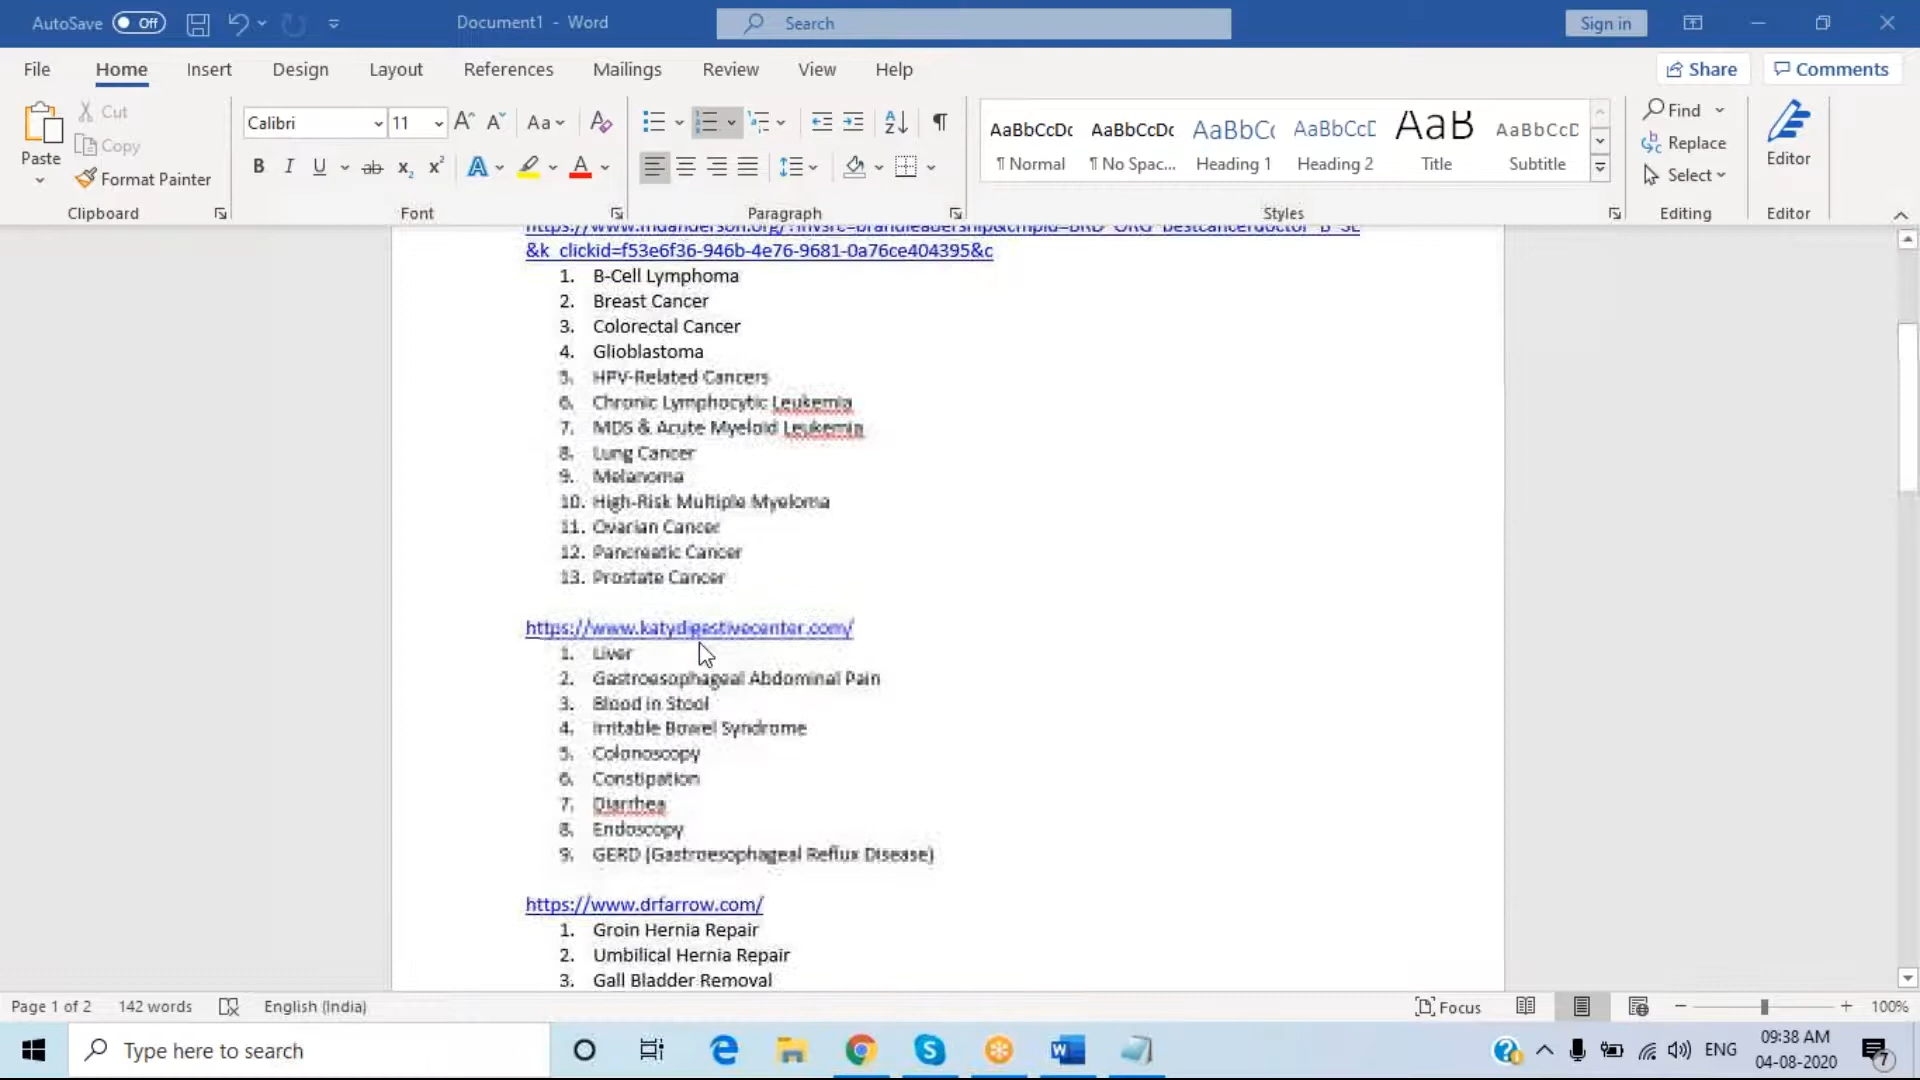 AutoSave Off Document1 - Word Search Sign in
File Home Insert Design Layout References Mailings Review View Help Share Comments
Paste
Cut
Copy
Format Painter
Clipboard
Calibri 11
Font
Paragraph
AaBbCcDc AaBbCcDc AaBbCc AaBbCcD AaB AaBbCcD
¶ Normal ¶ No Spac... Heading 1 Heading 2 Title Subtitle
Styles
Find
Replace
Select
Editing
Editor
Editor
&k_clickid=f53e6f36-946b-4e76-9681-0a76ce404395&c
1. B-Cell Lymphoma
2. Breast Cancer
3. Colorectal Cancer
4. Glioblastoma
5. HPV-Related Cancers
6. Chronic Lymphocytic Leukemia
7. MDS & Acute Myeloid Leukemia
8. Lung Cancer
9. Melanoma
10. High-Risk Multiple Myeloma
11. Ovarian Cancer
12. Pancreatic Cancer
13. Prostate Cancer
https://www.katydigestivecenter.com/
1. Liver
2. Gastroesophageal Abdominal Pain
3. Blood in Stool
4. Irritable Bowel Syndrome
5. Colonoscopy
6. Constipation
7. Diarrhea
8. Endoscopy
9. GERD (Gastroesophageal Reflux Disease)
https://www.drfarrow.com/
1. Groin Hernia Repair
2. Umbilical Hernia Repair
3. Gall Bladder Removal
Page 1 of 2 142 words English (India) Focus 100%
Type here to search ENG 09:38 AM
04-08-2020 7